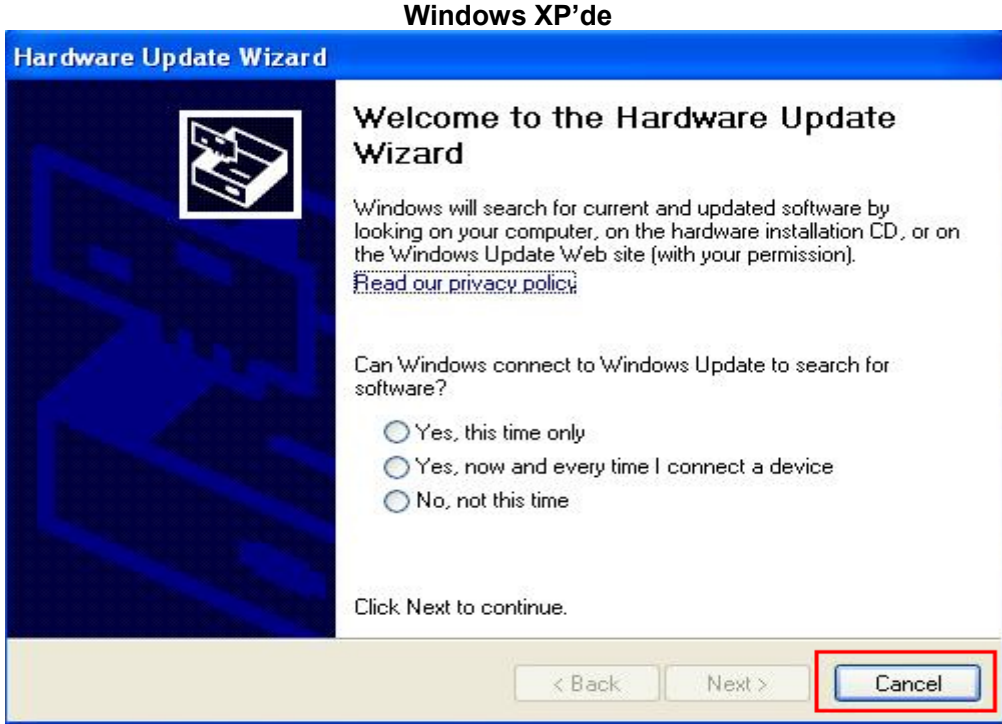 Windows XP’de
Hardware Update Wizard
Welcome to the Hardware Update
Wizard
Windows will search for current and updated software by
looking on your computer, on the hardware installation CD, or on
the Windows Update Web site (with your permission).
Read our privacy policy
Can Windows connect to Windows Update to search for
software?
Yes, this time only
Yes, now and every time I connect a device
No, not this time
Click Next to continue.
< Back Next > Cancel